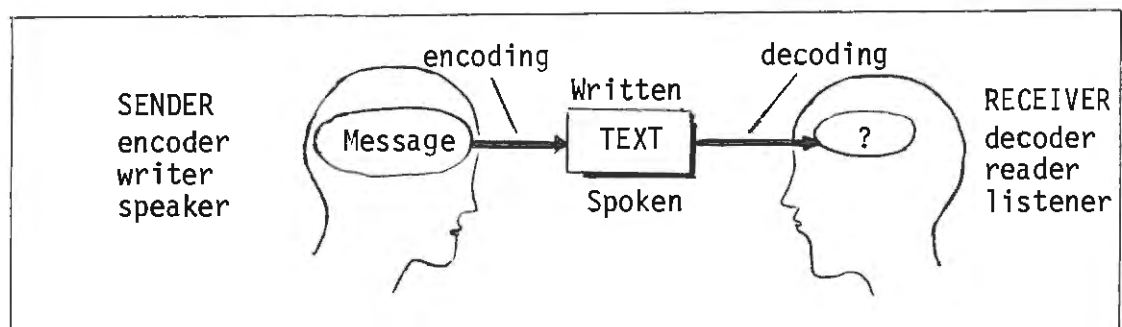 encoding
decoding
Written
SENDER
encoder
writer
speaker
Message
TEXT
?
RECEIVER
decoder
reader
listener
Spoken